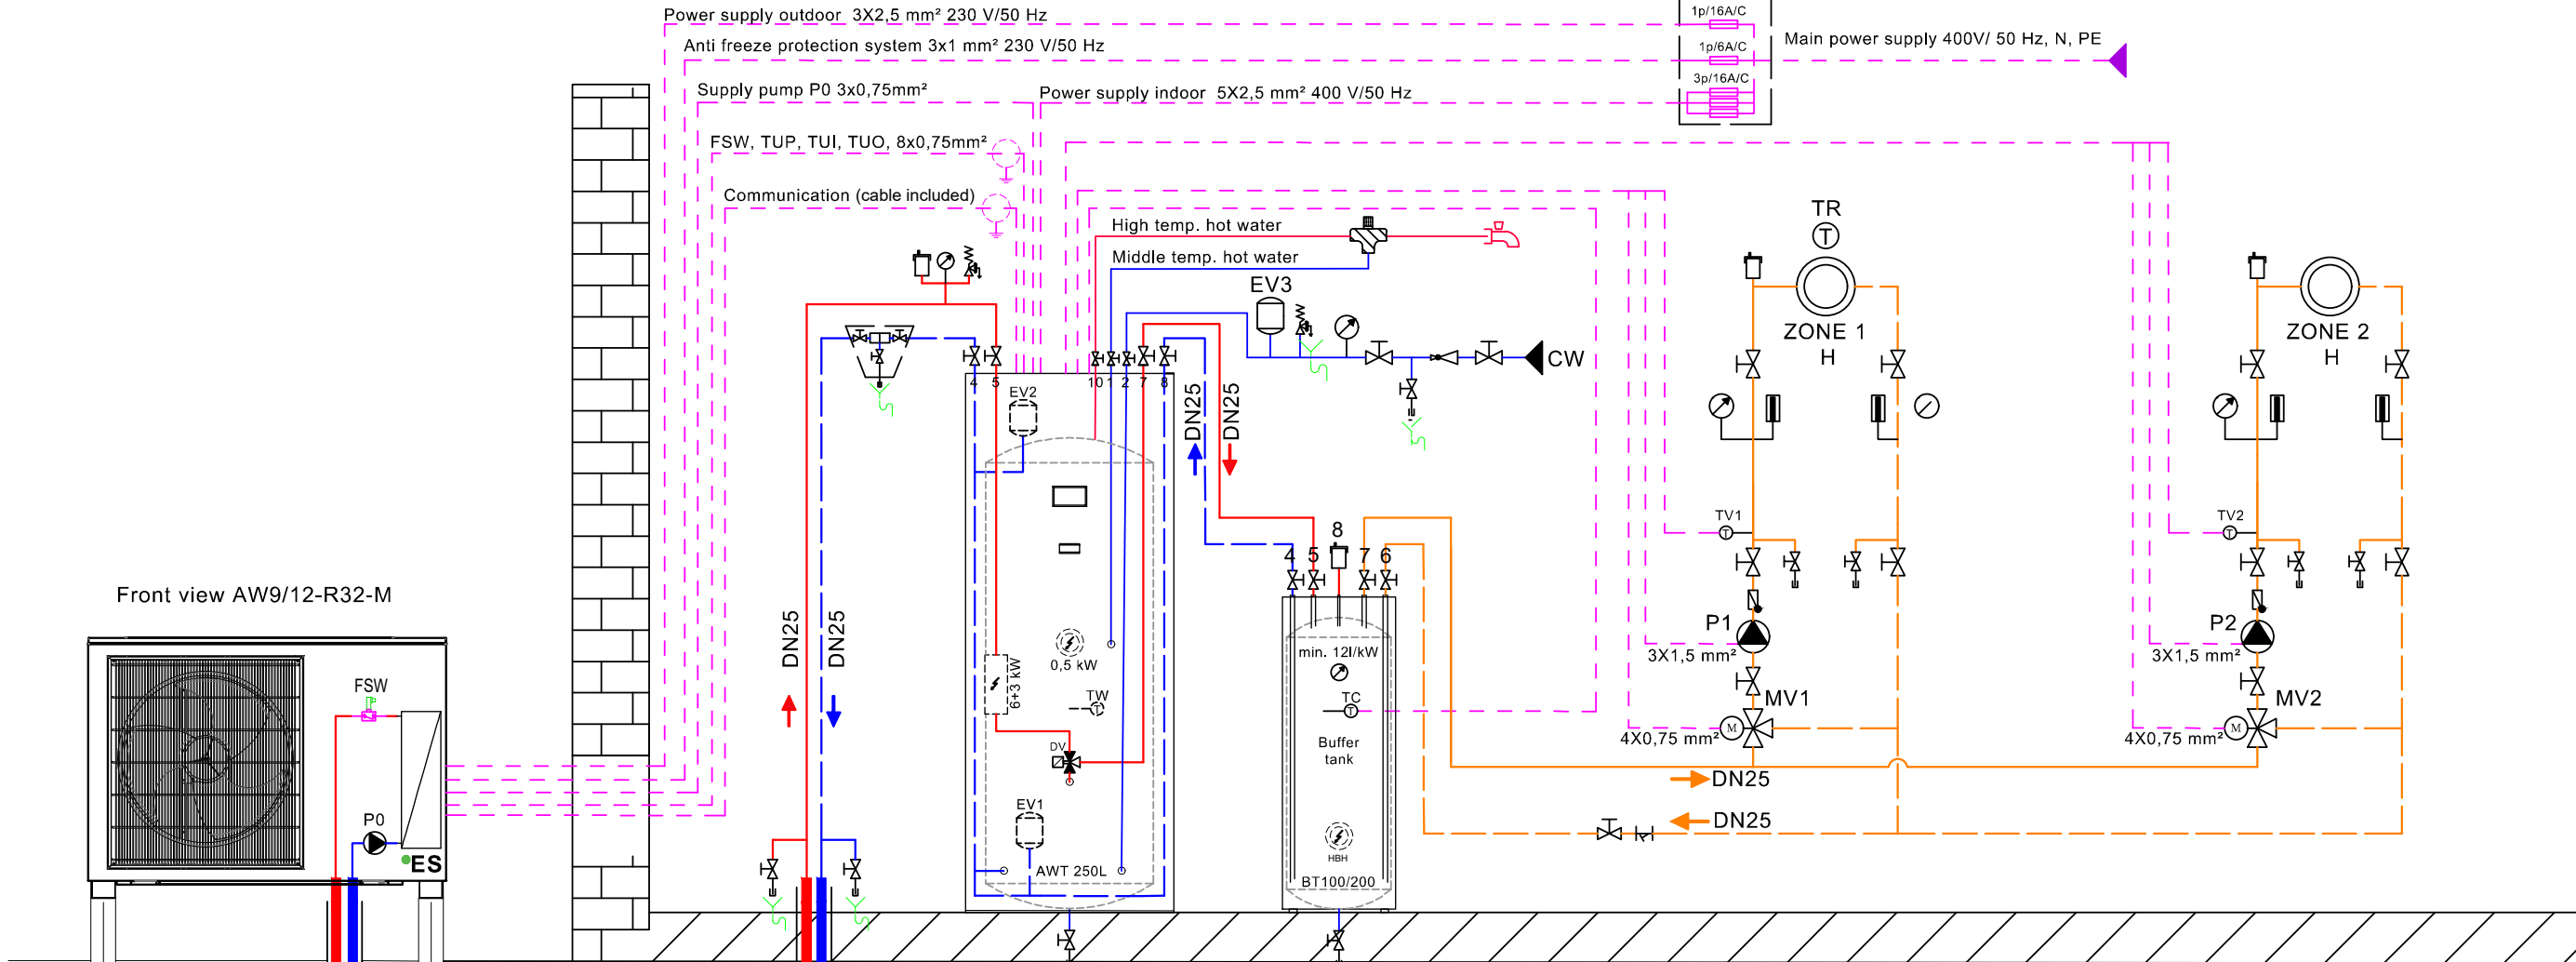 Power supply outdoor 3X2,5 mm² 230 V/50 Hz
1p/16A/C
Anti freeze protection system 3x1 mm² 230 V/50 Hz
1p/6A/C
Main power supply 400V/ 50 Hz, N, PE
3p/16A/C
Supply pump P0 3x0,75mm²
Power supply indoor 5X2,5 mm² 400 V/50 Hz
FSW, TUP, TUI, TUO, 8x0,75mm²
Communication (cable included)
High temp. hot water
Middle temp. hot water
EV3
CW
TR
T
ZONE 1
H
ZONE 2
H
4 5 10 1 2 7 8
EV2
DN25
DN25
TV1
T
TV2
T
8
4 5 7 6
Front view AW9/12-R32-M
FSW
P0
ES
DN25
DN25
0,5 kW
6+3 kW
TW
T
DV
EV1
AWT 250L
min. 12l/kW
TC
T
Buffer
tank
HBH
BT100/200
P1
3X1,5 mm²
MV1
M
4X0,75 mm²
P2
3X1,5 mm²
MV2
M
4X0,75 mm²
DN25
DN25